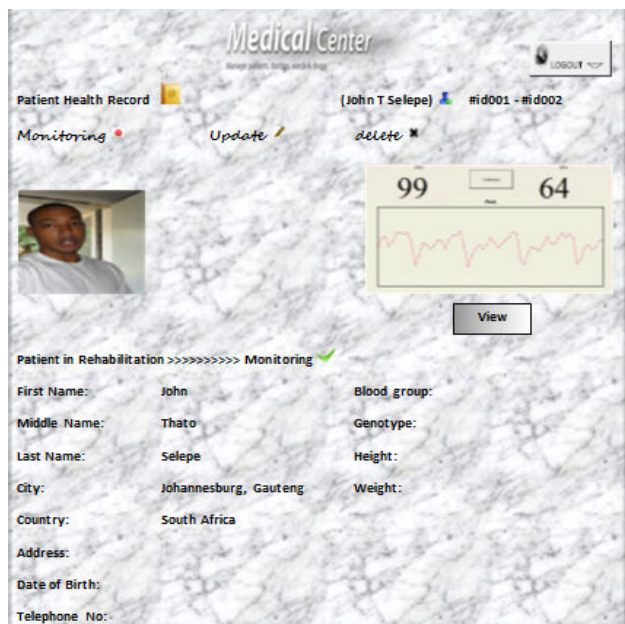 Medical Center
LOGOUT
Patient Health Record (John T Selepe) #id001 - #id002
Monitoring Update delete
99 64
View
Patient in Rehabilitation >>>>>>>>>> Monitoring
First Name: John Blood group:
Middle Name: Thato Genotype:
Last Name: Selepe Height:
City: Johannesburg, Gauteng Weight:
Country: South Africa
Address:
Date of Birth:
Telephone No: